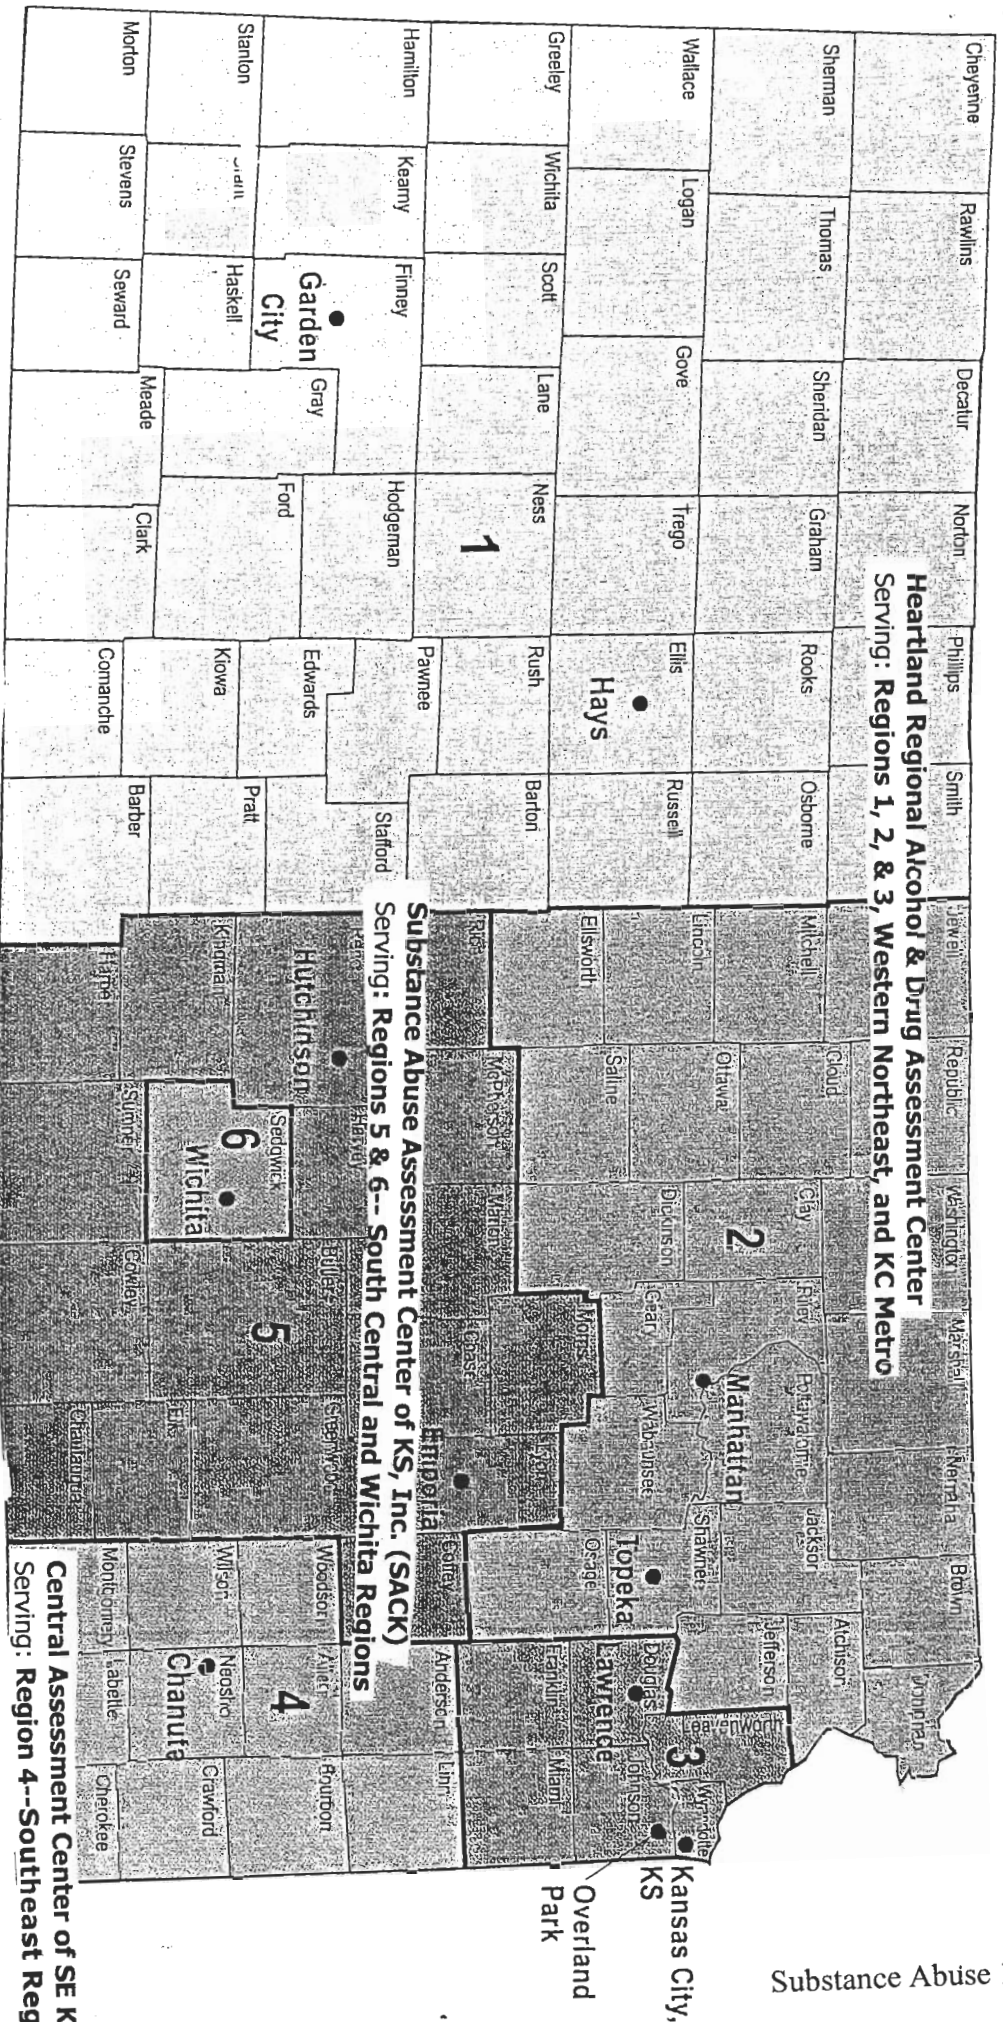 Cheyenne
Rawlins
Decatur
Norton
Phillips
Smith
Jewell
Republic
Washington
Marshall
Nemaha
Brown
Doniphan
Heartland Regional Alcohol & Drug Assessment Center
Serving: Regions 1, 2, & 3, Western Northeast, and KC Metro
Sherman
Thomas
Sheridan
Graham
Rooks
Osborne
Mitchell
Cloud
Clay
Riley
Pottawatomie
Jackson
Atchison
Jefferson
Leavenworth
Wyandotte
Wallace
Logan
Gove
Trego
Ellis
Russell
Lincoln
Ottawa
2
Manhattan
Shawnee
3
Kansas City,
KS
Hays
Ellsworth
Saline
Dickinson
Geary
Wabaunsee
Topeka
Osage
Douglas
Lawrence
Johnson
Overland
Park
Greeley
Wichita
Scott
Lane
Ness
1
Rush
Barton
Rice
McPherson
Marion
Chase
Morris
Lyon
Emporia
Coffey
Franklin
Miami
Anderson
Linn
Hamilton
Kearny
Finney
Garden
City
Hodgeman
Pawnee
Stafford
Substance Abuse Assessment Center of KS, Inc. (SACK)
Serving: Regions 5 & 6-- South Central and Wichita Regions
Hutchinson
Harvey
Stanton
Haskell
Gray
Ford
Edwards
Kiowa
Pratt
Kingman
Sedgwick
6
Wichita
Butler
5
Greenwood
Elk
Woodson
Allen
Bourbon
4
Wilson
Neosho
Chanute
Crawford
Morton
Stevens
Seward
Meade
Clark
Comanche
Barber
Harper
Sumner
Cowley
Chautauqua
Montgomery
Labette
Cherokee
Central Assessment Center of SE K
Serving: Region 4--Southeast Reg
Substance Abuse